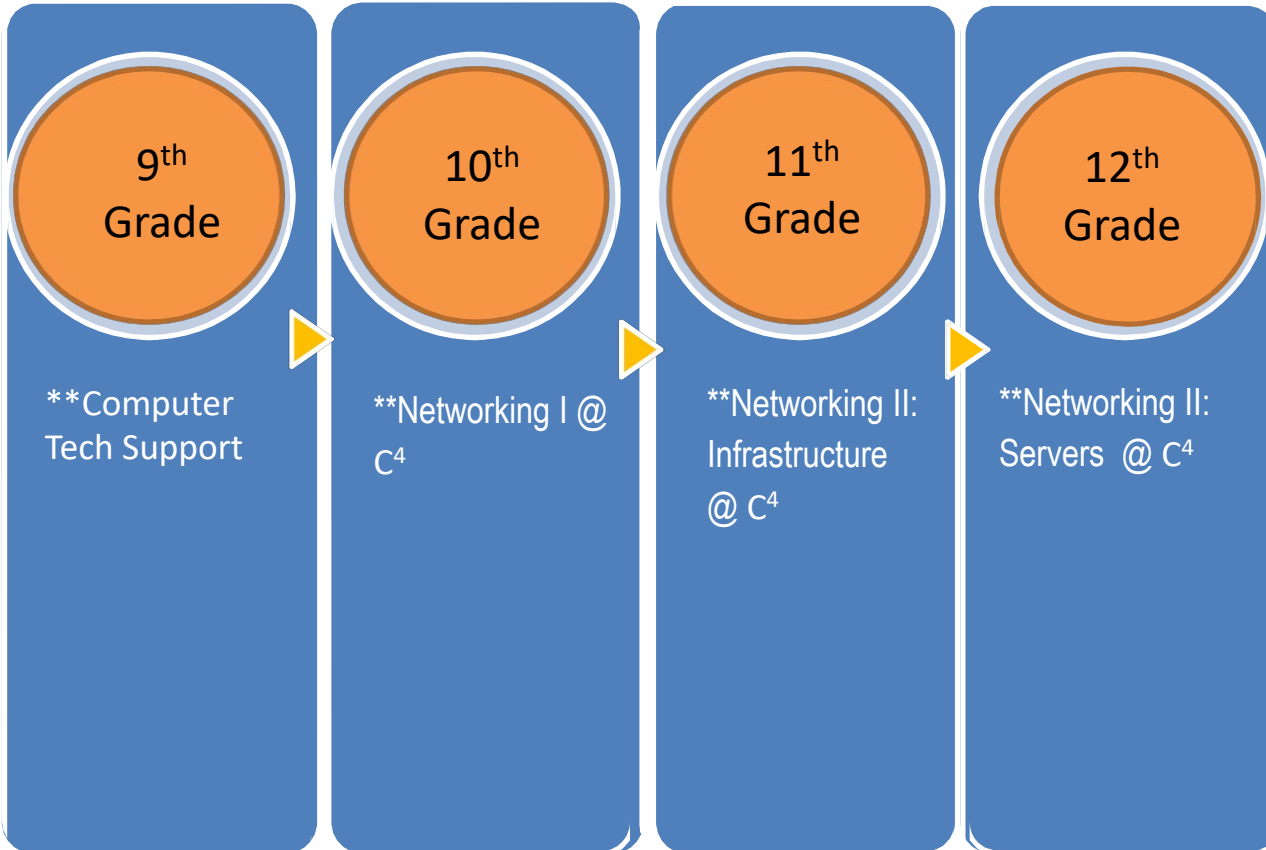 9th
Grade
**Computer
Tech Support
10th
Grade
**Networking I @
C4
11th
Grade
**Networking II:
Infrastructure
@ C4
12th
Grade
**Networking II:
Servers @ C4